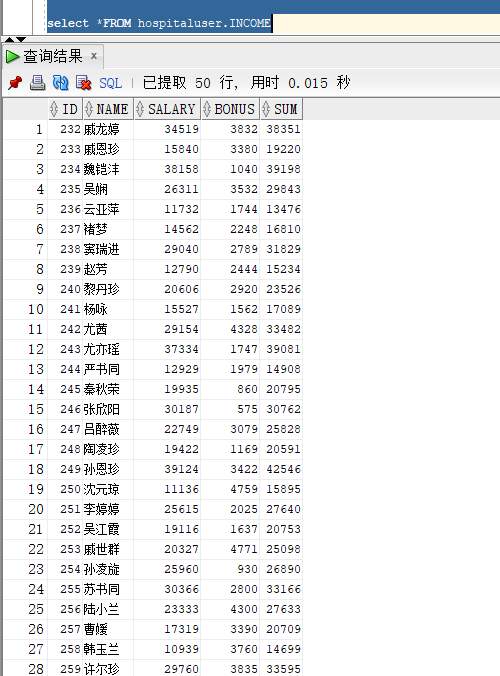 select *FROM hospitaluser.INCOME
查询结果 x
SQL | 已提取 50 行, 用时 0.015 秒
ID NAME SALARY BONUS SUM
1 232 戚龙婷 34519 3832 38351
2 233 戚恩珍 15840 3380 19220
3 234 魏铠沣 38158 1040 39198
4 235 吴娴 26311 3532 29843
5 236 云亚萍 11732 1744 13476
6 237 褚梦 14562 2248 16810
7 238 窦瑞进 29040 2789 31829
8 239 赵芳 12790 2444 15234
9 240 黎丹珍 20606 2920 23526
10 241 杨咏 15527 1562 17089
11 242 尤茜 29154 4328 33482
12 243 尤亦瑶 37334 1747 39081
13 244 严书同 12929 1979 14908
14 245 秦秋荣 19935 860 20795
15 246 张欣阳 30187 575 30762
16 247 吕醉薇 22749 3079 25828
17 248 陶凌珍 19422 1169 20591
18 249 孙恩珍 39124 3422 42546
19 250 沈元琼 11136 4759 15895
20 251 李婷婷 25615 2025 27640
21 252 吴江霞 19116 1637 20753
22 253 戚世群 20327 4771 25098
23 254 孙凌旋 25960 930 26890
24 255 苏书同 30366 2800 33166
25 256 陆小兰 23333 4300 27633
26 257 曹媛 17319 3390 20709
27 258 韩玉兰 10939 3760 14699
28 259 许尔珍 29760 3835 33595